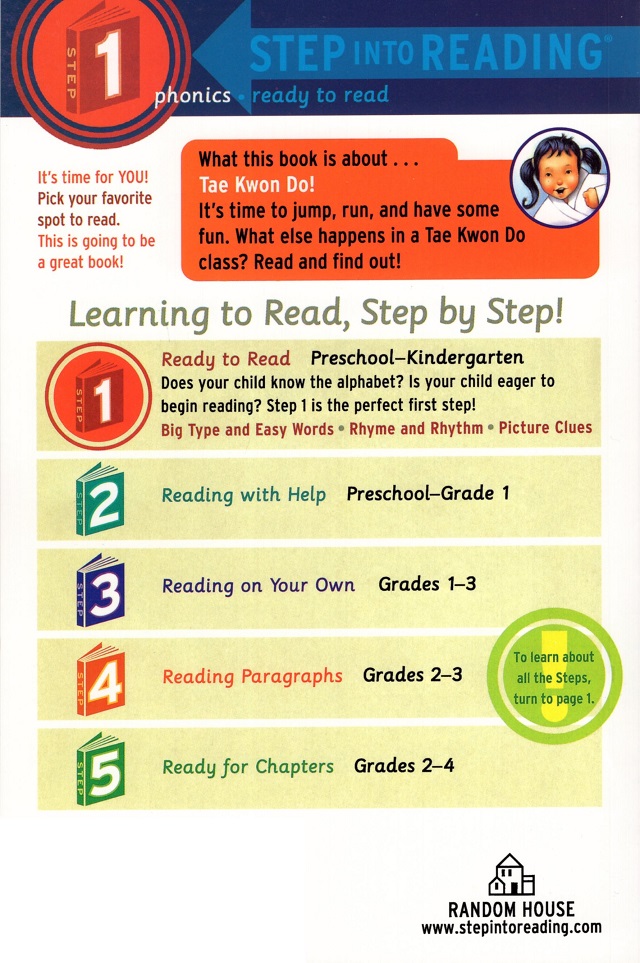 STEP 1
STEP INTO READING®
phonics • ready to read
It's time for YOU!
Pick your favorite
spot to read.
This is going to be
a great book!
What this book is about . . .
Tae Kwon Do!
It's time to jump, run, and have some
fun. What else happens in a Tae Kwon Do
class? Read and find out!
Learning to Read, Step by Step!
STEP 1
Ready to Read Preschool–Kindergarten
Does your child know the alphabet? Is your child eager to
begin reading? Step 1 is the perfect first step!
Big Type and Easy Words • Rhyme and Rhythm • Picture Clues
STEP 2
Reading with Help Preschool–Grade 1
STEP 3
Reading on Your Own Grades 1–3
STEP 4
Reading Paragraphs Grades 2–3
!
To learn about
all the Steps,
turn to page 1.
STEP 5
Ready for Chapters Grades 2–4
RANDOM HOUSE
www.stepintoreading.com